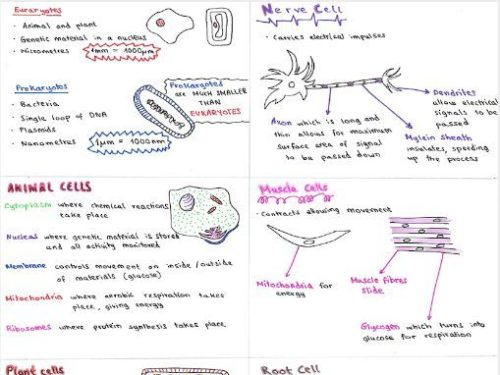 Eucaryotes
· Animal and plant
· Genetic material in a nucleus
· Micrometres
1mm = 1000μm
Prokaryotes
· Bacteria
· Single loop of DNA
· Plasmids
· Nanometres
1μm = 1000nm
Prokaryotes
are MUCH SMALLER
THAN
EUKARYOTES
Nerve Cell
· Carries electrical impulses
Axon which is long and
thin allows for maximum
surface area of signal
to be passed down
Dendrites
allow electrical
signals to be
passed
Myelin sheath
insulates, speeding
up the process
ANIMAL CELLS
Cytoplasm where chemical reactions
take place
Nucleus where genetic material is stored
and all activity monitored
Membrane controls movement on inside/outside
of materials (glucose)
Mitochondria where aerobic respiration takes
place, giving energy
Ribosomes where protein synthesis takes place
Muscle Cells
· Contracts allowing movement
Mitochondria for
energy
Muscle fibres
slide
Glycogen which turns into
glucose for respiration
Plant cells
Root Cell